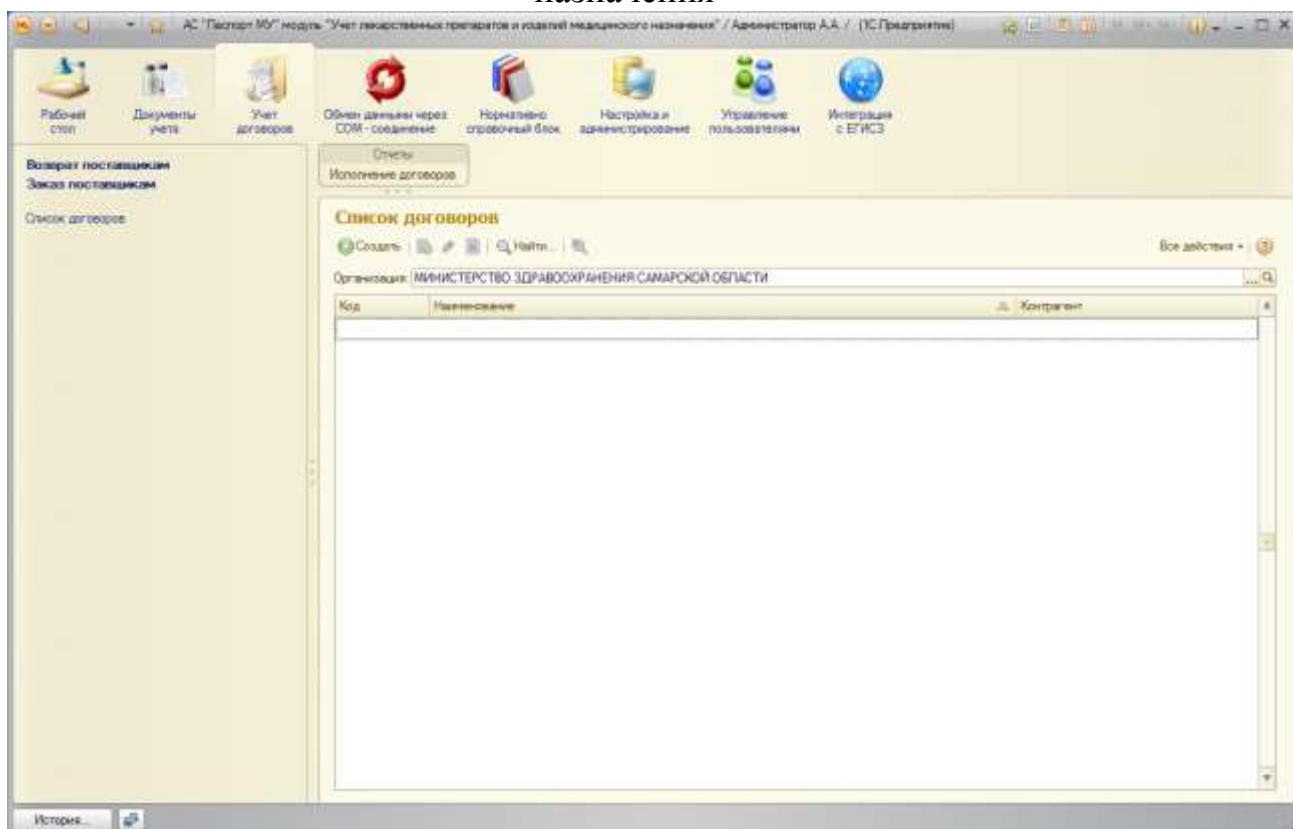 назначения
АС "Паспорт МУ" модуль "Учет лекарственных препаратов и изделий медицинского назначения" / Администратор А.А. / (1С:Предприятие)
Рабочий стол
Документы учета
Учет договоров
Обмен данными через COM - соединение
Нормативно справочный блок
Настройка и администрирование
Управление пользователями
Интеграция с ЕГИСЗ
Возврат поставщикам
Заказ поставщикам
Список договоров
Отчеты
Исполнение договоров
Список договоров
Создать Найти... Все действия
Организация: МИНИСТЕРСТВО ЗДРАВООХРАНЕНИЯ САМАРСКОЙ ОБЛАСТИ
Код Наименование Контрагент
История...